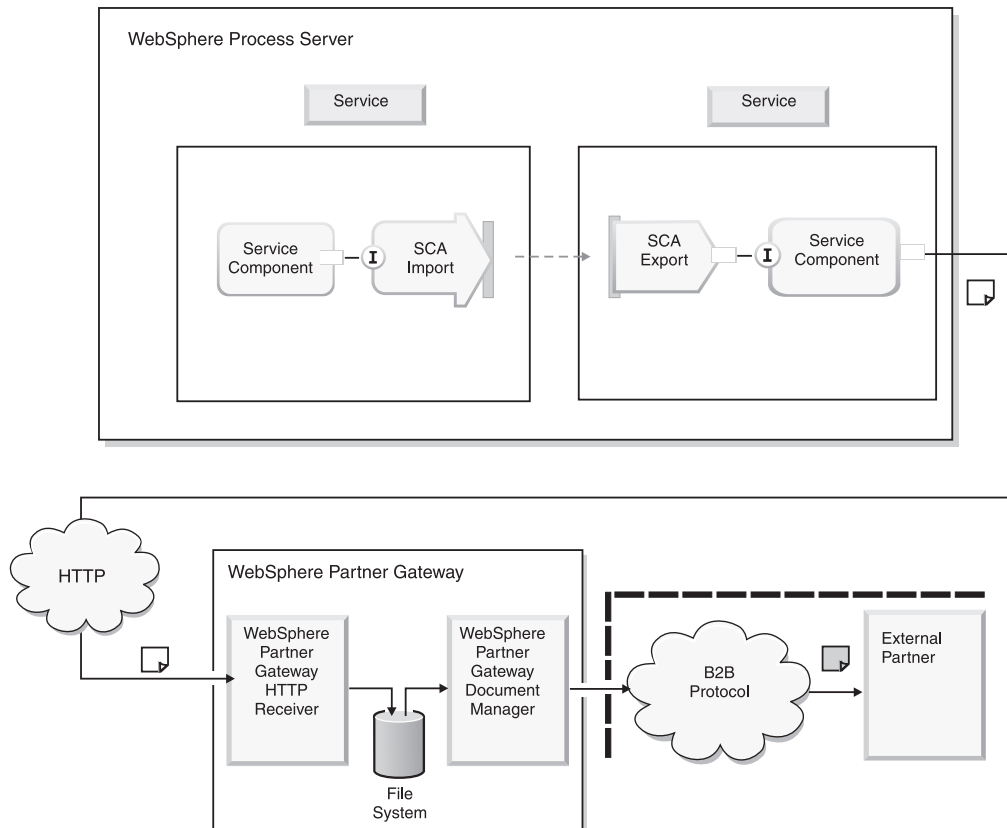 WebSphere Process Server
Service
Service
Service
Component
I
SCA
Import
SCA
Export
I
Service
Component
HTTP
WebSphere Partner Gateway
WebSphere
Partner
Gateway
HTTP
Receiver
File
System
WebSphere
Partner
Gateway
Document
Manager
B2B
Protocol
External
Partner